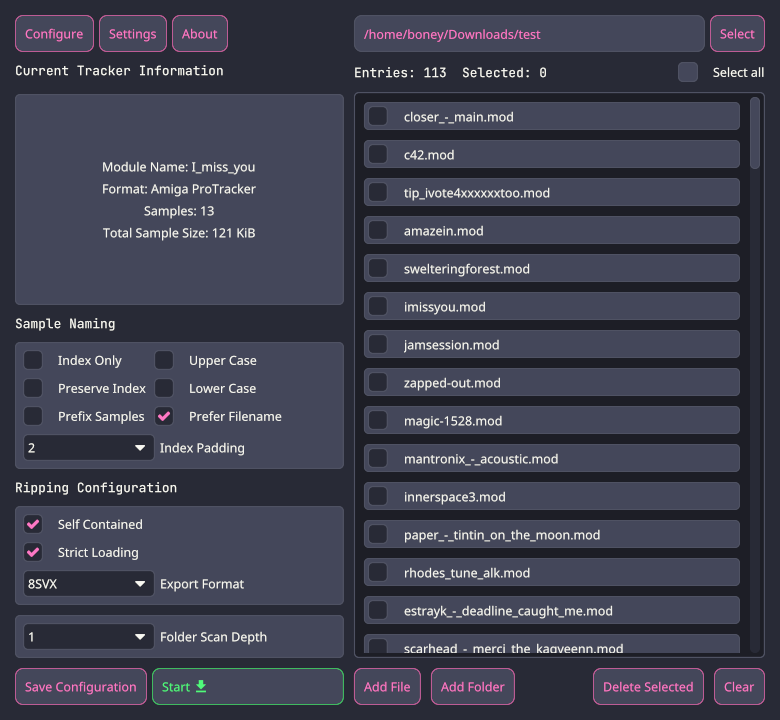 Configure Settings About
/home/boney/Downloads/test Select
Current Tracker Information
Entries: 113 Selected: 0 Select all
Module Name: I_miss_you
Format: Amiga ProTracker
Samples: 13
Total Sample Size: 121 KiB
Sample Naming
Index Only Upper Case
Preserve Index Lower Case
Prefix Samples Prefer Filename
2 Index Padding
Ripping Configuration
Self Contained
Strict Loading
8SVX Export Format
1 Folder Scan Depth
Save Configuration Start
closer_-_main.mod
c42.mod
tip_ivote4xxxxxxtoo.mod
amazein.mod
swelteringforest.mod
imissyou.mod
jamsession.mod
zapped-out.mod
magic-1528.mod
mantronix_-_acoustic.mod
innerspace3.mod
paper_-_tintin_on_the_moon.mod
rhodes_tune_alk.mod
estrayk_-_deadline_caught_me.mod
scarhead_-_merci_the_kaqveenn.mod
Add File Add Folder Delete Selected Clear